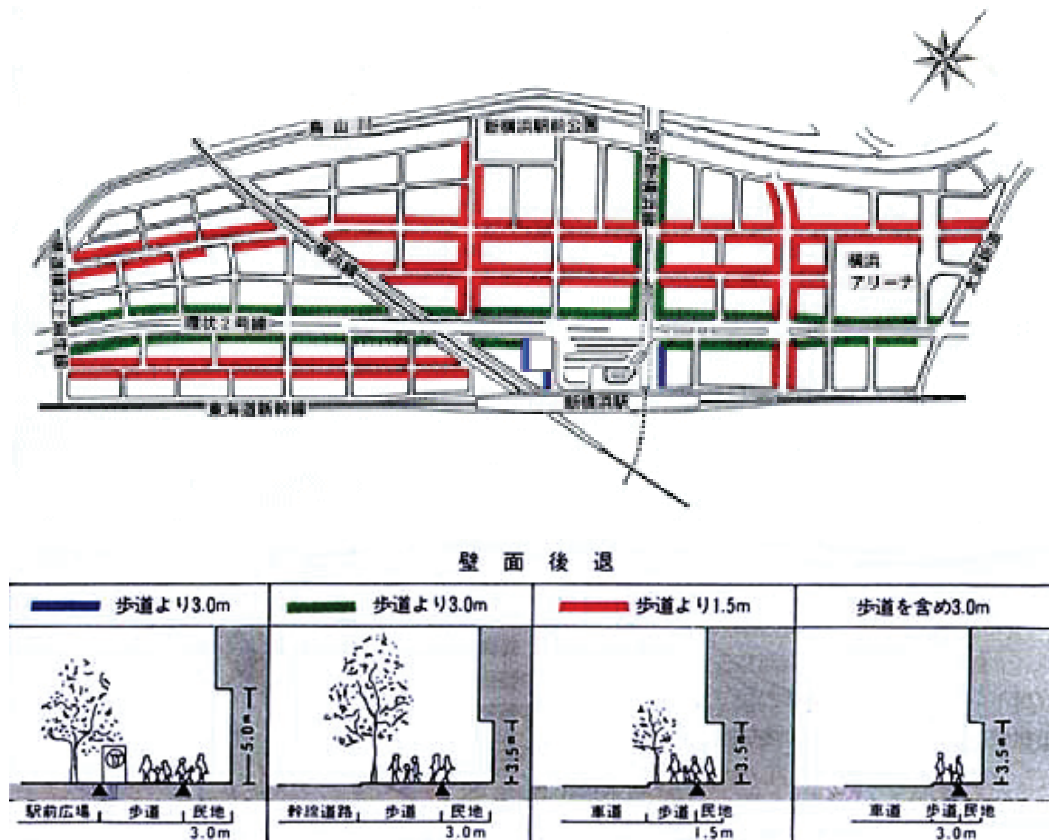 鳥山川
新横浜駅前公園
横浜線
横浜
アリーナ
環状2号線
東海道新幹線
新横浜駅
壁面後退
歩道より3.0m
歩道より3.0m
歩道より1.5m
歩道を含め3.0m
5.0m
3.5m
3.5m
3.5m
駅前広場 歩道 民地
3.0m
幹線道路 歩道 民地
3.0m
車道 歩道 民地
1.5m
車道 歩道 民地
3.0m